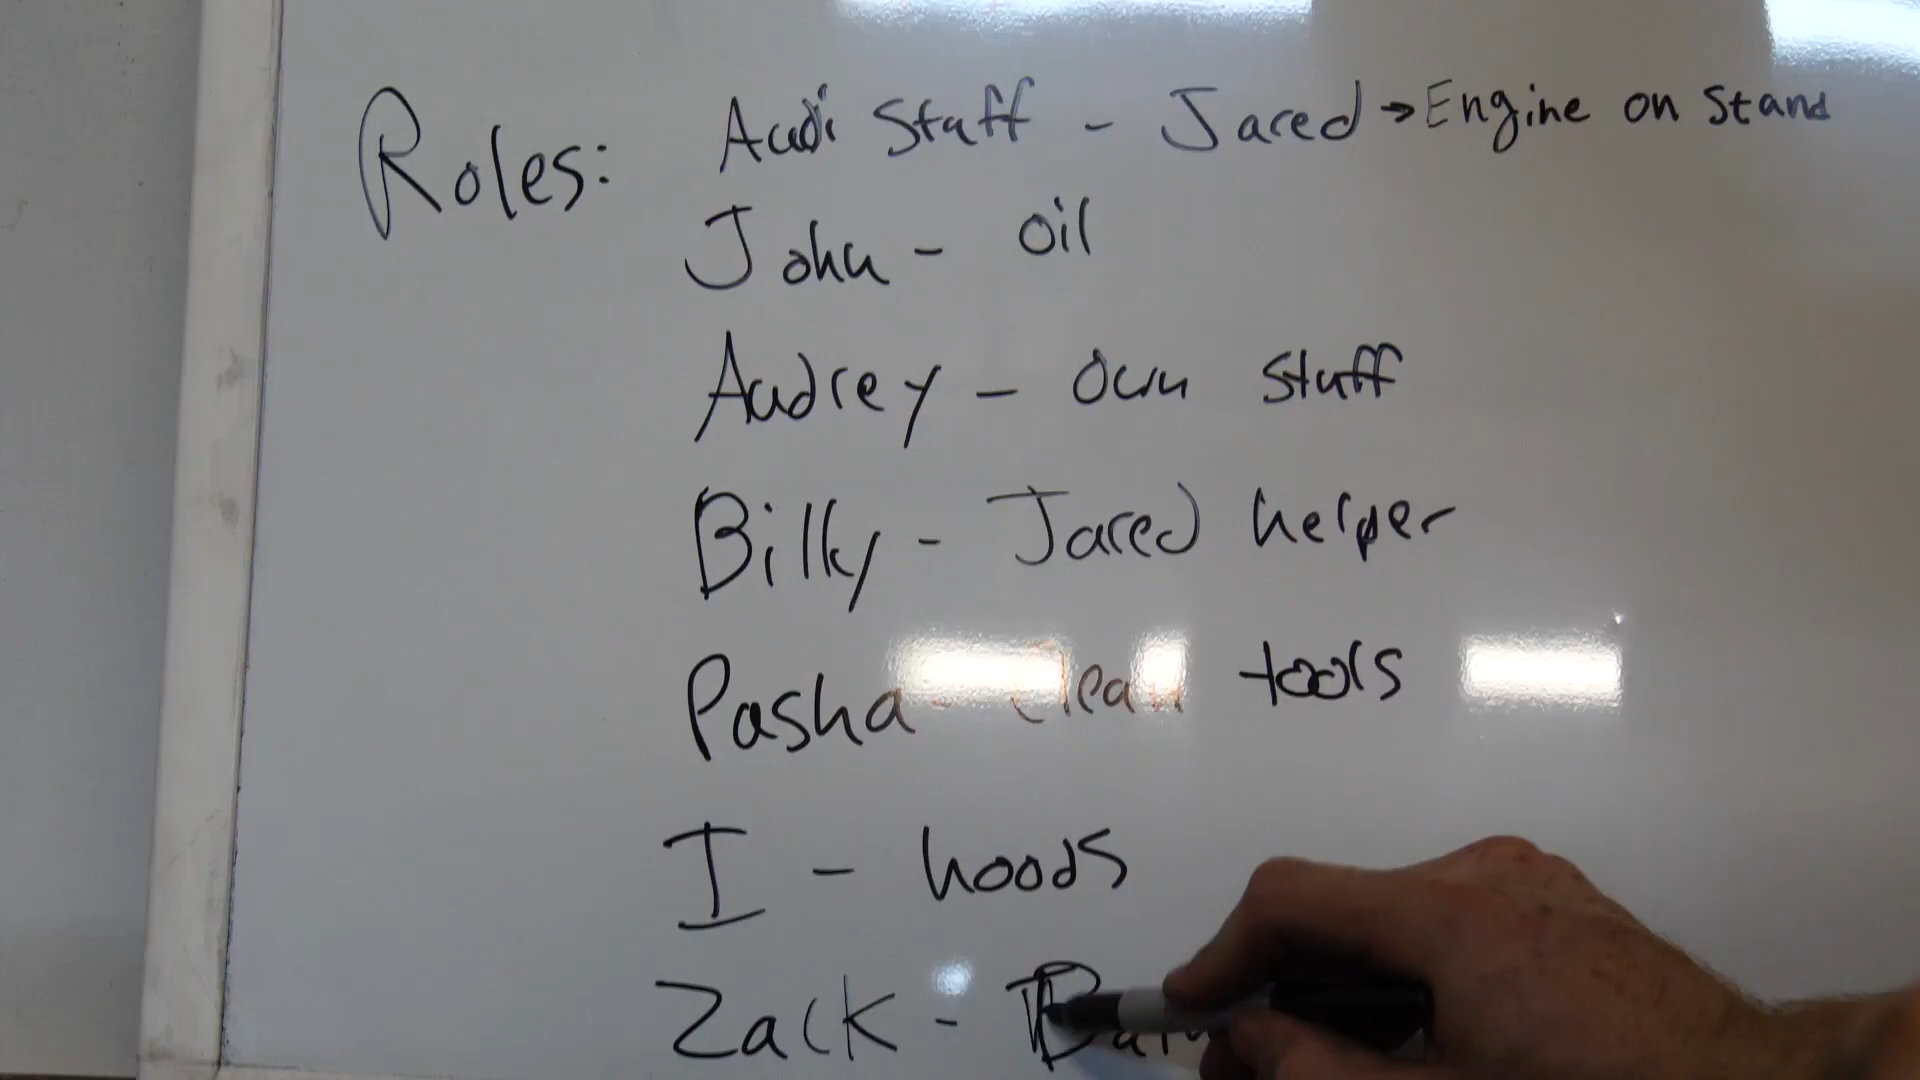 Roles: Audi Staff - Jared → Engine on Stand
John - oil
Audrey - Own stuff
Billy - Jared helper
Pasha - clean tools
I - hoods
Zack -